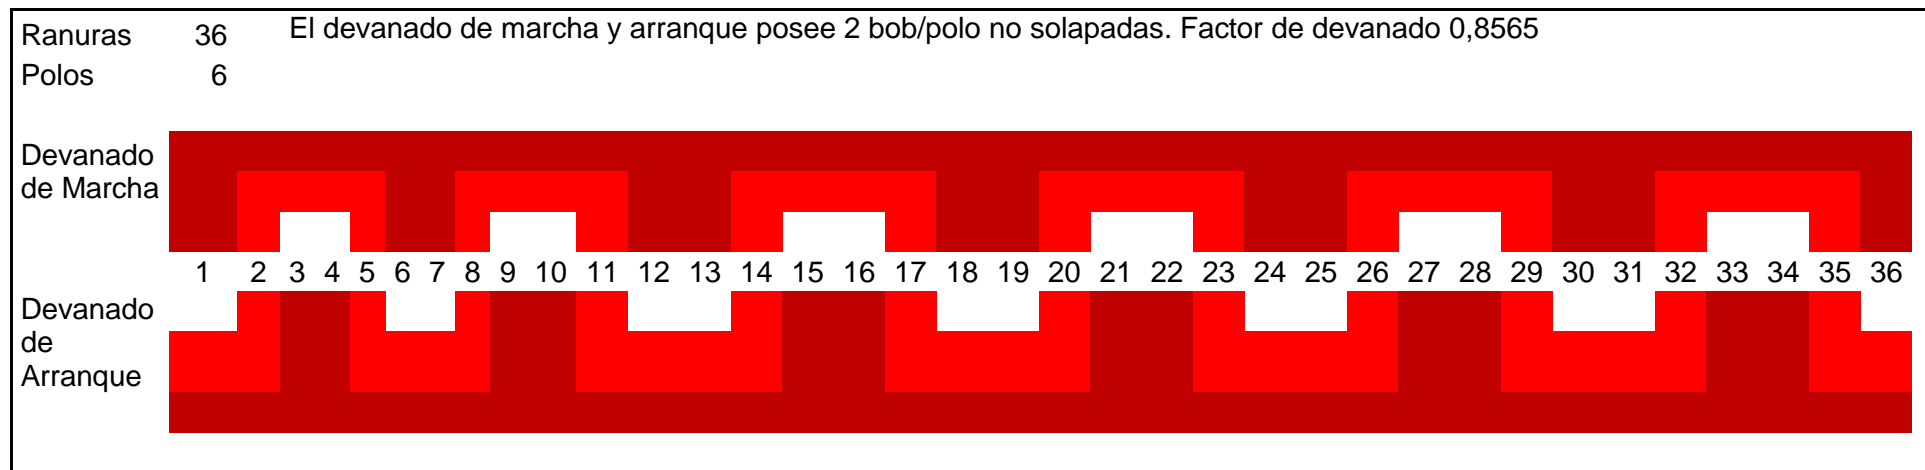 Ranuras 36 El devanado de marcha y arranque posee 2 bob/polo no solapadas. Factor de devanado 0,8565
Polos 6
Devanado
de Marcha
1 2 3 4 5 6 7 8 9 10 11 12 13 14 15 16 17 18 19 20 21 22 23 24 25 26 27 28 29 30 31 32 33 34 35 36
Devanado
de
Arranque